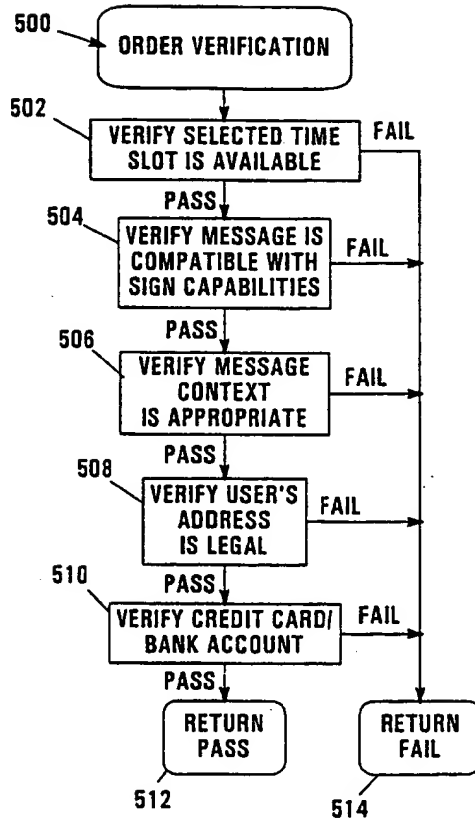 500
ORDER VERIFICATION
502
VERIFY SELECTED TIME
SLOT IS AVAILABLE
FAIL
PASS
504
VERIFY MESSAGE IS
COMPATIBLE WITH
SIGN CAPABILITIES
FAIL
PASS
506
VERIFY MESSAGE
CONTEXT
IS APPROPRIATE
FAIL
PASS
508
VERIFY USER'S
ADDRESS
IS LEGAL
FAIL
PASS
510
VERIFY CREDIT CARD/
BANK ACCOUNT
FAIL
PASS
RETURN
PASS
512
RETURN
FAIL
514